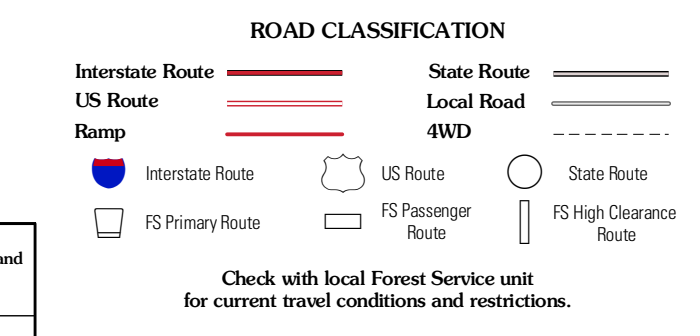 ROAD CLASSIFICATION
Interstate Route
State Route
US Route
Local Road
Ramp
4WD
Interstate Route
US Route
State Route
FS Primary Route
FS Passenger
Route
FS High Clearance
Route
Check with local Forest Service unit
for current travel conditions and restrictions.
and